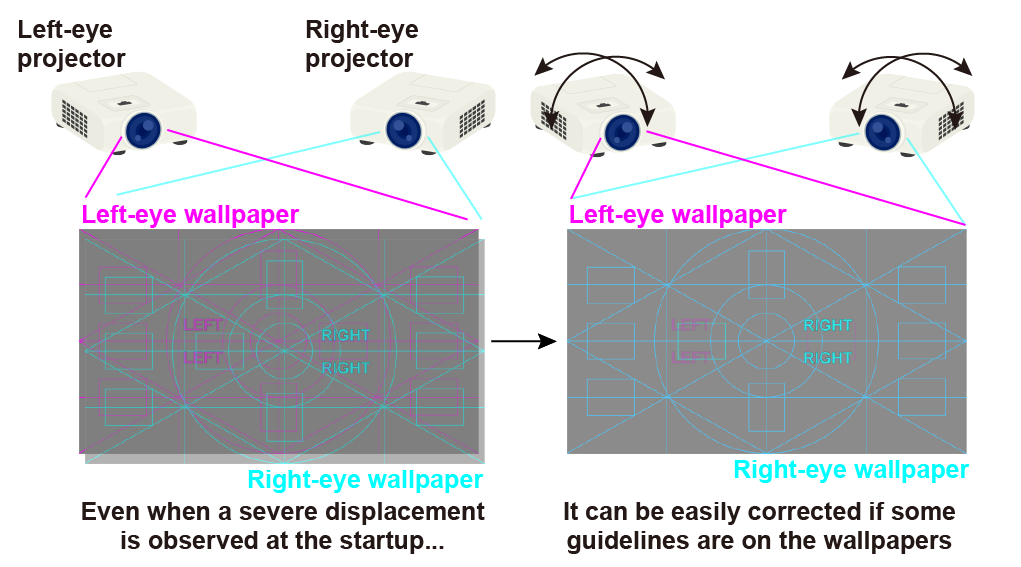 Left-eye
projector
Right-eye
projector
Left-eye wallpaper
LEFT
RIGHT
LEFT
RIGHT
Right-eye wallpaper
Even when a severe displacement
is observed at the startup...
Left-eye wallpaper
LEFT
RIGHT
LEFT
RIGHT
Right-eye wallpaper
It can be easily corrected if some
guidelines are on the wallpapers